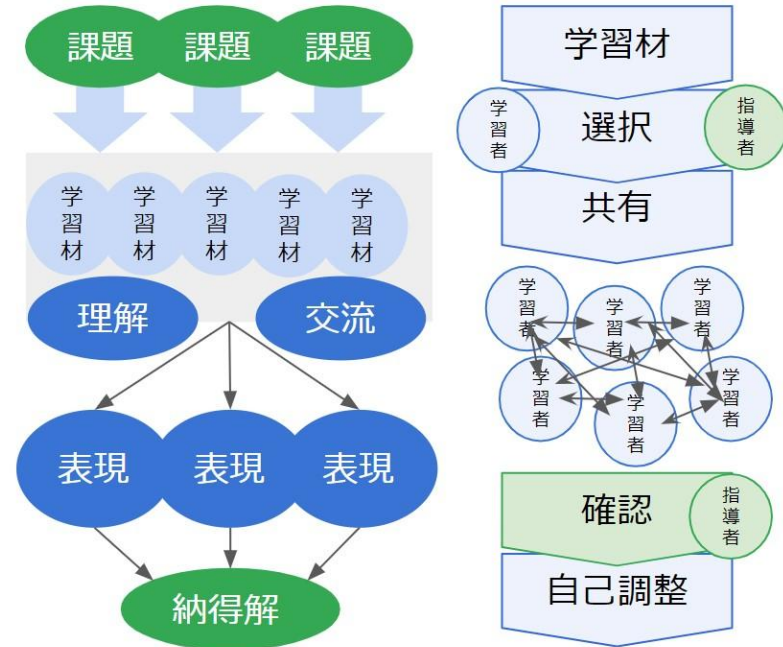 課題
課題
課題
学習材
学習材
学習材
学習材
学習材
理解
交流
表現
表現
表現
納得解
学習材
学習者
選択
指導者
共有
学習者
学習者
学習者
学習者
学習者
学習者
確認
指導者
自己調整